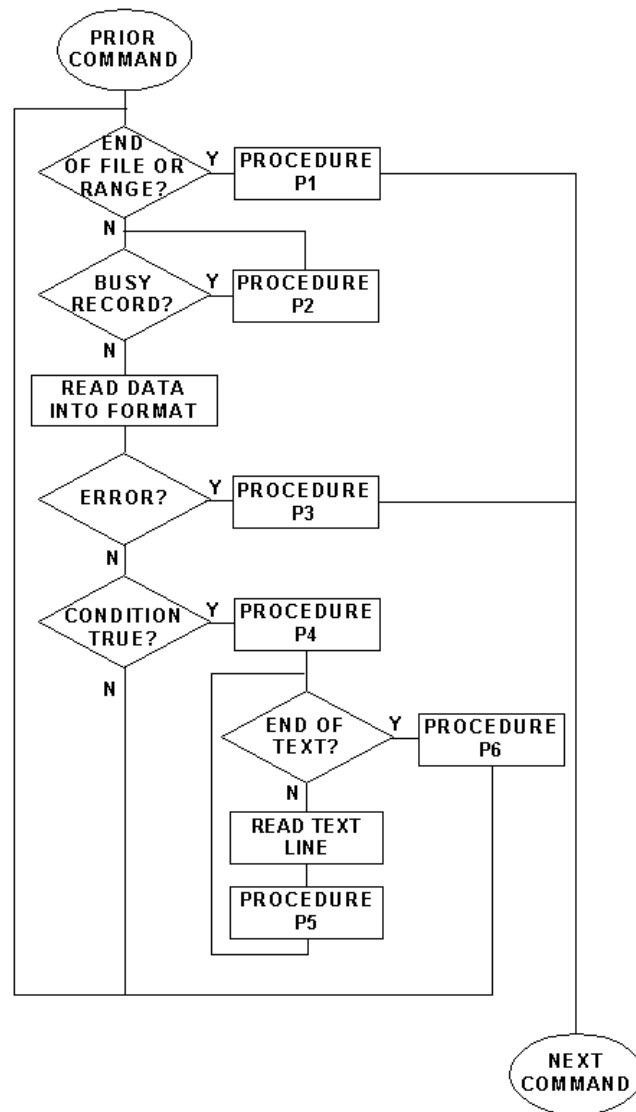 PRIOR
COMMAND
END
OF FILE OR
RANGE?
Y
PROCEDURE
P1
N
BUSY
RECORD?
Y
PROCEDURE
P2
N
READ DATA
INTO FORMAT
ERROR?
Y
PROCEDURE
P3
N
CONDITION
TRUE?
Y
PROCEDURE
P4
N
END OF
TEXT?
Y
PROCEDURE
P6
N
READ TEXT
LINE
PROCEDURE
P5
NEXT
COMMAND